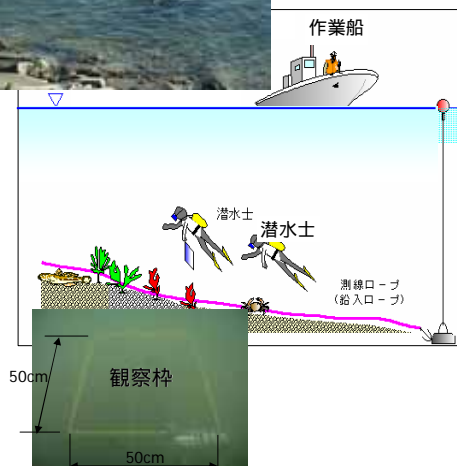 作業船
潜水士
潜水士
測線ロープ
(鉛入ロープ)
50cm
観察枠
50cm